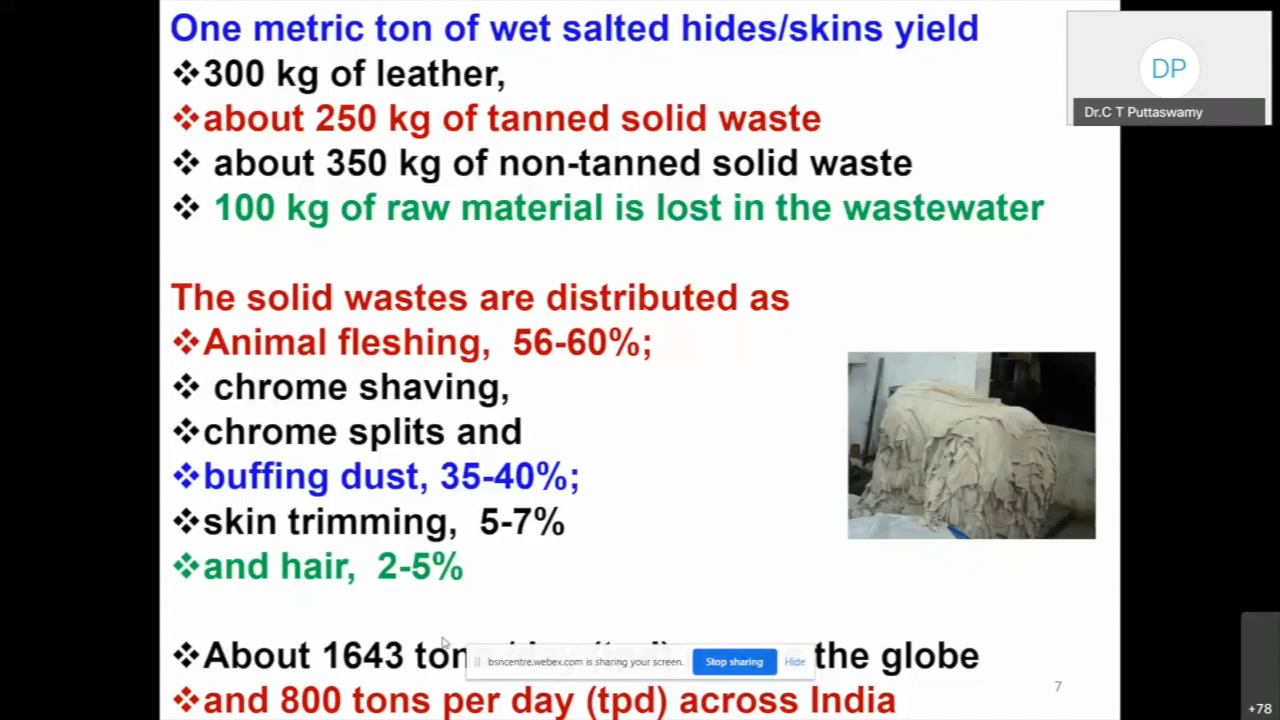 One metric ton of wet salted hides/skins yield
❖300 kg of leather,
❖about 250 kg of tanned solid waste
❖ about 350 kg of non-tanned solid waste
❖ 100 kg of raw material is lost in the wastewater
The solid wastes are distributed as
❖Animal fleshing, 56-60%;
❖ chrome shaving,
❖chrome splits and
❖buffing dust, 35-40%;
❖skin trimming, 5-7%
❖and hair, 2-5%
❖About 1643 the globe
❖and 800 tons per day (tpd) across India
7
DP
Dr.C T Puttaswamy
bsncentre.webex.com is sharing your screen.
Stop sharing
Hide
+78